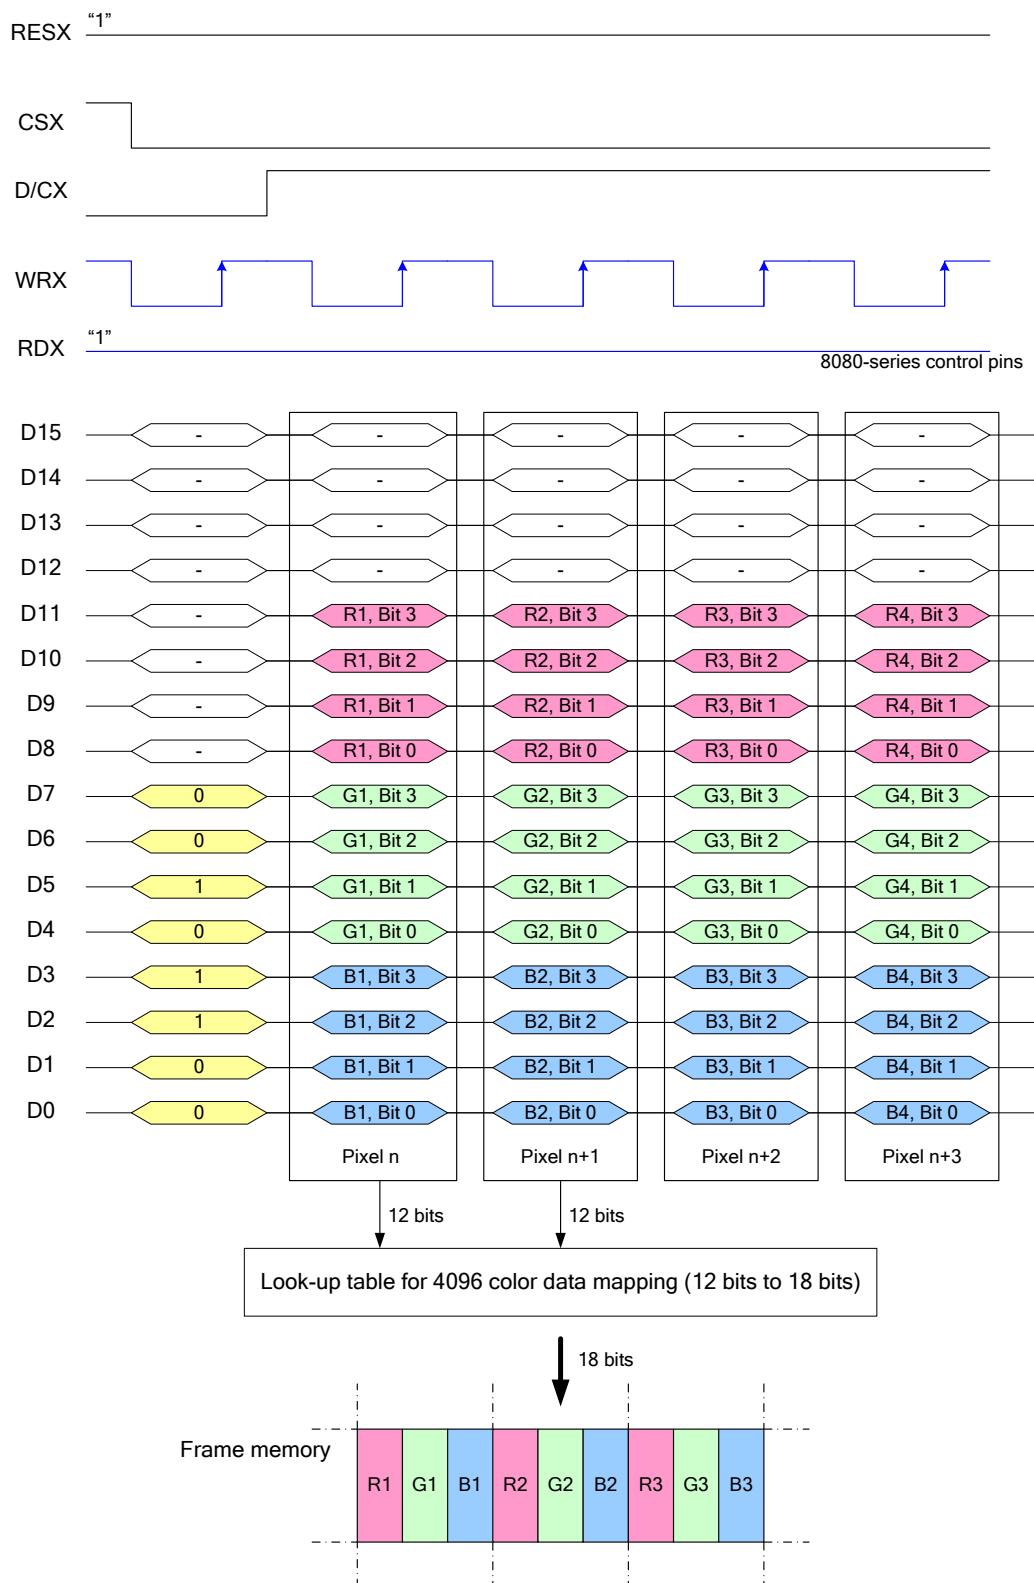 RESX "1"
CSX
D/CX
WRX
RDX "1"
8080-series control pins
D15 - - - - -
D14 - - - - -
D13 - - - - -
D12 - - - - -
D11 - R1, Bit 3 R2, Bit 3 R3, Bit 3 R4, Bit 3
D10 - R1, Bit 2 R2, Bit 2 R3, Bit 2 R4, Bit 2
D9 - R1, Bit 1 R2, Bit 1 R3, Bit 1 R4, Bit 1
D8 - R1, Bit 0 R2, Bit 0 R3, Bit 0 R4, Bit 0
D7 0 G1, Bit 3 G2, Bit 3 G3, Bit 3 G4, Bit 3
D6 0 G1, Bit 2 G2, Bit 2 G3, Bit 2 G4, Bit 2
D5 1 G1, Bit 1 G2, Bit 1 G3, Bit 1 G4, Bit 1
D4 0 G1, Bit 0 G2, Bit 0 G3, Bit 0 G4, Bit 0
D3 1 B1, Bit 3 B2, Bit 3 B3, Bit 3 B4, Bit 3
D2 1 B1, Bit 2 B2, Bit 2 B3, Bit 2 B4, Bit 2
D1 0 B1, Bit 1 B2, Bit 1 B3, Bit 1 B4, Bit 1
D0 0 B1, Bit 0 B2, Bit 0 B3, Bit 0 B4, Bit 0
Pixel n Pixel n+1 Pixel n+2 Pixel n+3
12 bits 12 bits
Look-up table for 4096 color data mapping (12 bits to 18 bits)
18 bits
Frame memory
R1 G1 B1 R2 G2 B2 R3 G3 B3